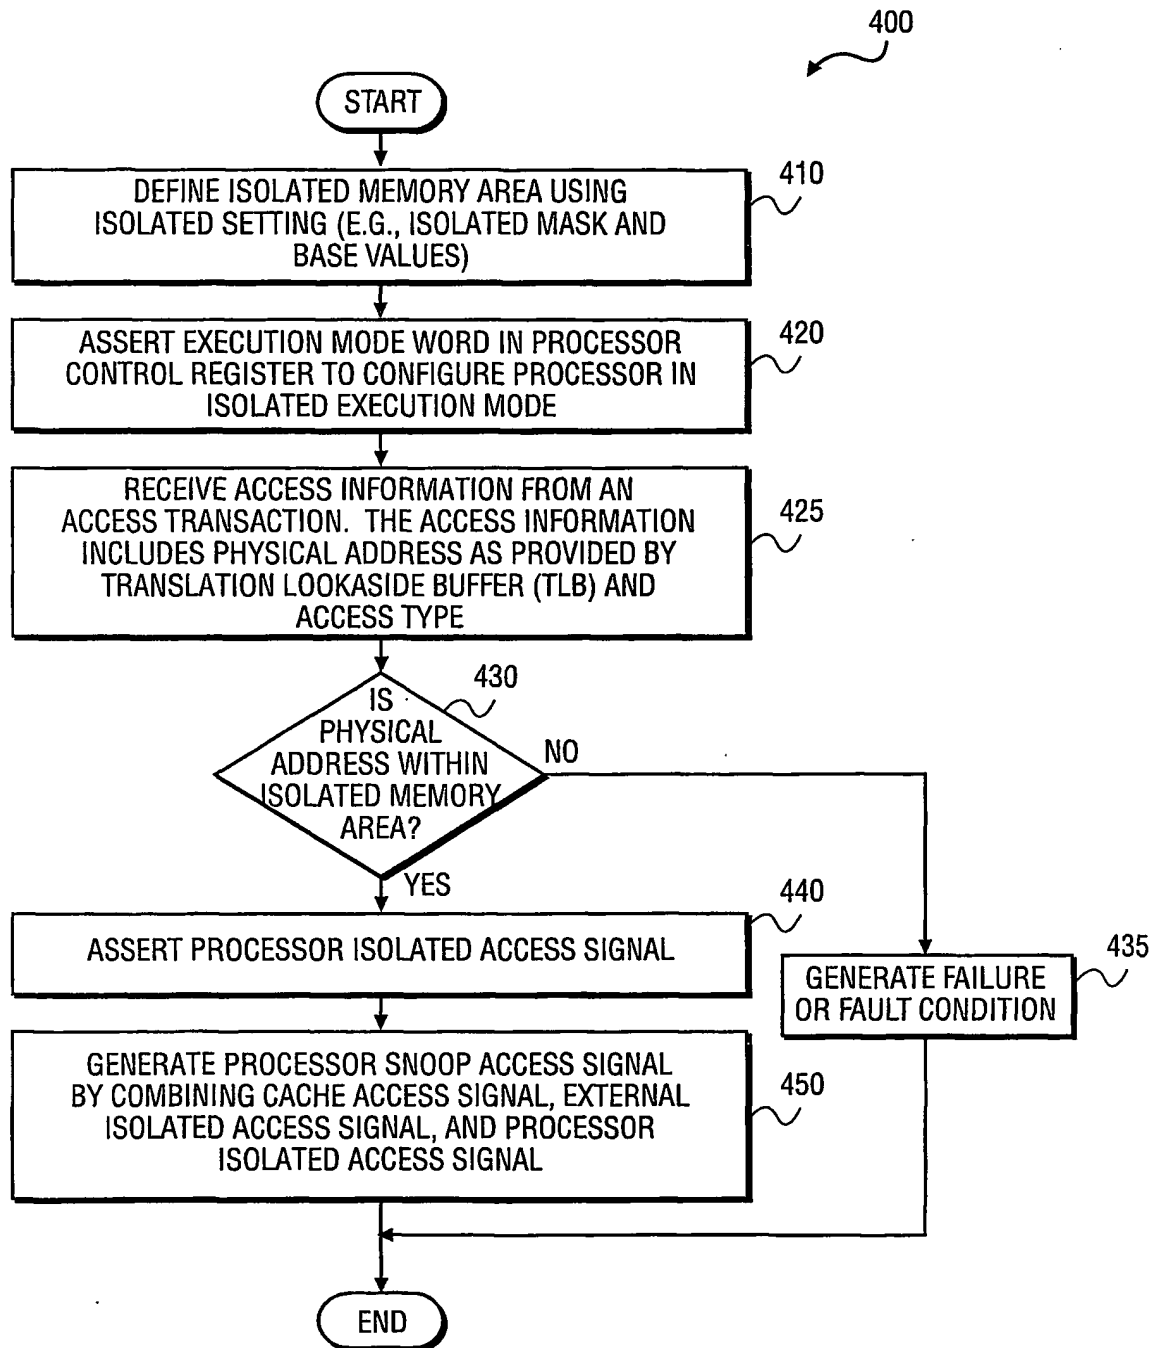 400
START
DEFINE ISOLATED MEMORY AREA USING
ISOLATED SETTING (E.G., ISOLATED MASK AND
BASE VALUES)
410
ASSERT EXECUTION MODE WORD IN PROCESSOR
CONTROL REGISTER TO CONFIGURE PROCESSOR IN
ISOLATED EXECUTION MODE
420
RECEIVE ACCESS INFORMATION FROM AN
ACCESS TRANSACTION. THE ACCESS INFORMATION
INCLUDES PHYSICAL ADDRESS AS PROVIDED BY
TRANSLATION LOOKASIDE BUFFER (TLB) AND
ACCESS TYPE
425
IS
PHYSICAL
ADDRESS WITHIN
ISOLATED MEMORY
AREA?
430
NO
YES
ASSERT PROCESSOR ISOLATED ACCESS SIGNAL
440
GENERATE FAILURE
OR FAULT CONDITION
435
GENERATE PROCESSOR SNOOP ACCESS SIGNAL
BY COMBINING CACHE ACCESS SIGNAL, EXTERNAL
ISOLATED ACCESS SIGNAL, AND PROCESSOR
ISOLATED ACCESS SIGNAL
450
END